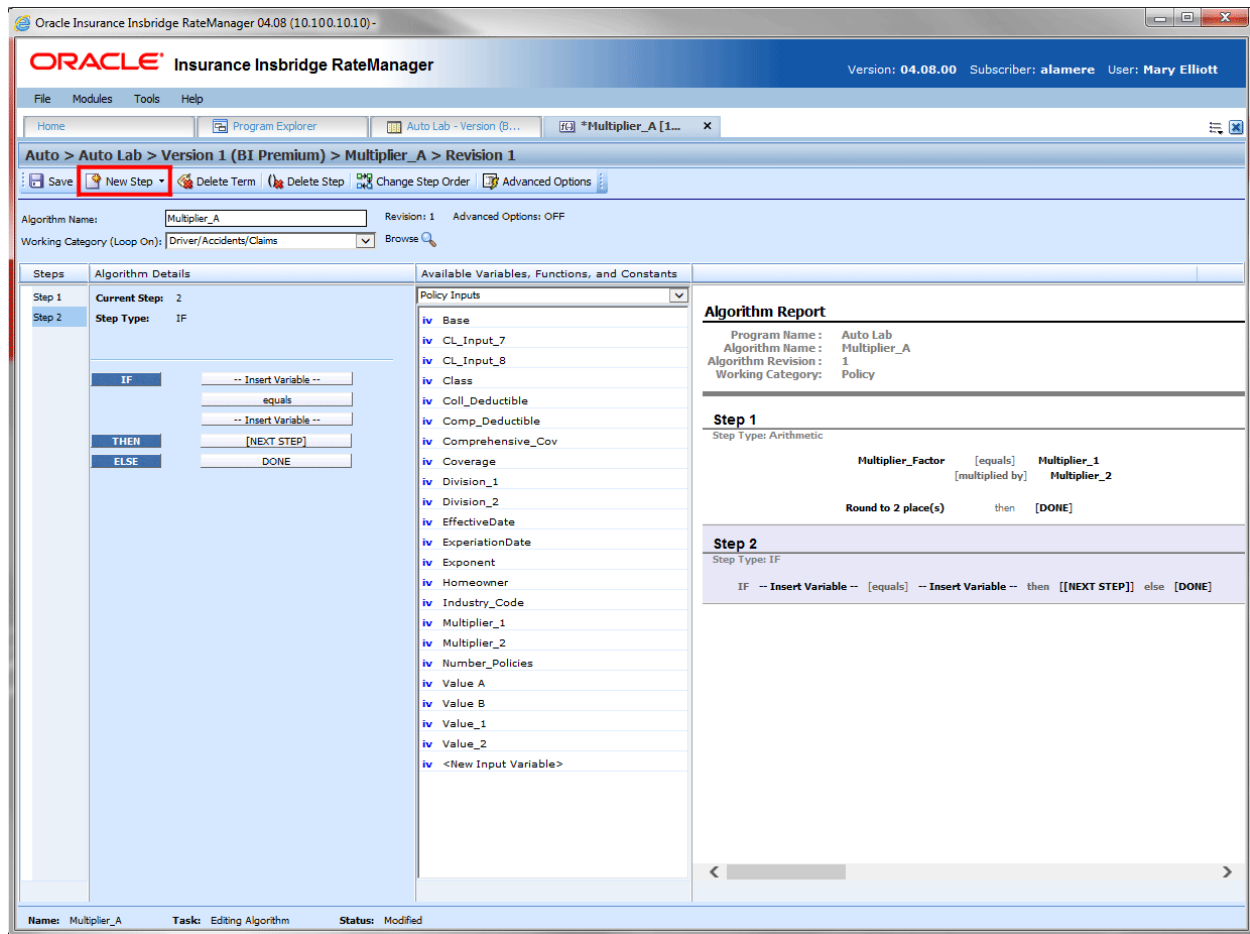 Oracle Insurance Insbridge RateManager 04.08 (10.100.10.10) -
ORACLE Insurance Insbridge RateManager
Version: 04.08.00 Subscriber: alamere User: Mary Elliott
File Modules Tools Help
Home Program Explorer Auto Lab - Version (B... *Multiplier_A [1... X
Auto > Auto Lab > Version 1 (BI Premium) > Multiplier_A > Revision 1
Save New Step Delete Term Delete Step Change Step Order Advanced Options
Algorithm Name: Multiplier_A Revision: 1 Advanced Options: OFF
Working Category (Loop On): Driver/Accidents/Claims Browse
Steps Algorithm Details Available Variables, Functions, and Constants
Step 1
Step 2
Current Step: 2
Step Type: IF
IF -- Insert Variable --
equals
-- Insert Variable --
THEN [NEXT STEP]
ELSE DONE
Policy Inputs
iv Base
iv CL_Input_7
iv CL_Input_8
iv Class
iv Coll_Deductible
iv Comp_Deductible
iv Comprehensive_Cov
iv Coverage
iv Division_1
iv Division_2
iv EffectiveDate
iv ExperiationDate
iv Exponent
iv Homeowner
iv Industry_Code
iv Multiplier_1
iv Multiplier_2
iv Number_Policies
iv Value A
iv Value B
iv Value_1
iv Value_2
iv <New Input Variable>
Algorithm Report
Program Name : Auto Lab
Algorithm Name : Multiplier_A
Algorithm Revision : 1
Working Category: Policy
Step 1
Step Type: Arithmetic
Multiplier_Factor [equals] Multiplier_1
[multiplied by] Multiplier_2
Round to 2 place(s) then [DONE]
Step 2
Step Type: IF
IF -- Insert Variable -- [equals] -- Insert Variable -- then [[NEXT STEP]] else [DONE]
Name: Multiplier_A Task: Editing Algorithm Status: Modified